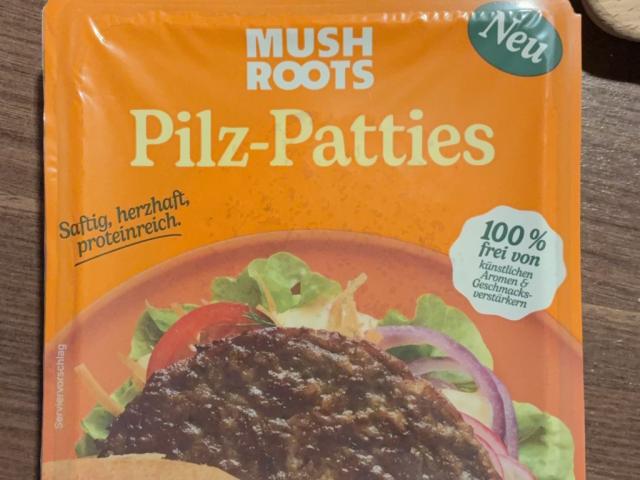 MUSH
ROOTS
Neu
Pilz-Patties
Saftig, herzhaft,
proteinreich.
100 %
frei von
künstlichen
Aromen &
Geschmacks-
verstärkern
Serviervorschlag